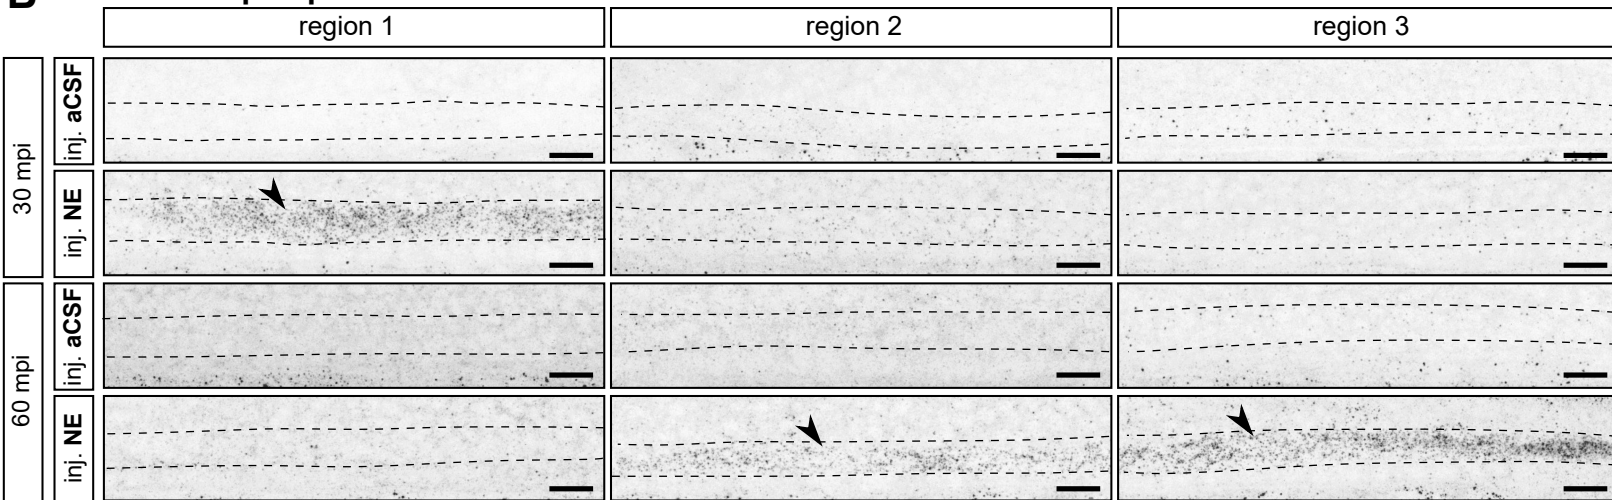 B
region 1
region 2
region 3
30 mpi
inj. aCSF
inj. NE
60 mpi
inj. aCSF
inj. NE